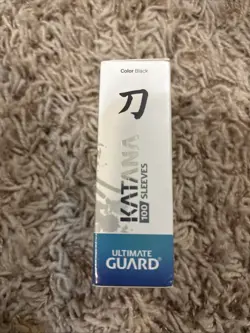 Color Black
刀
KATANA
100 SLEEVES
ULTIMATE
GUARD®